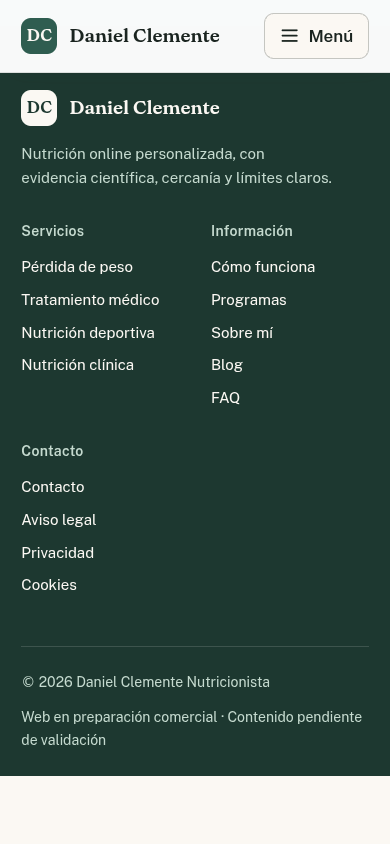 DC Daniel Clemente
Menú
DC Daniel Clemente
Nutrición online personalizada, con
evidencia científica, cercanía y límites claros.
Servicios
Pérdida de peso
Tratamiento médico
Nutrición deportiva
Nutrición clínica
Información
Cómo funciona
Programas
Sobre mí
Blog
FAQ
Contacto
Contacto
Aviso legal
Privacidad
Cookies
© 2026 Daniel Clemente Nutricionista
Web en preparación comercial · Contenido pendiente
de validación